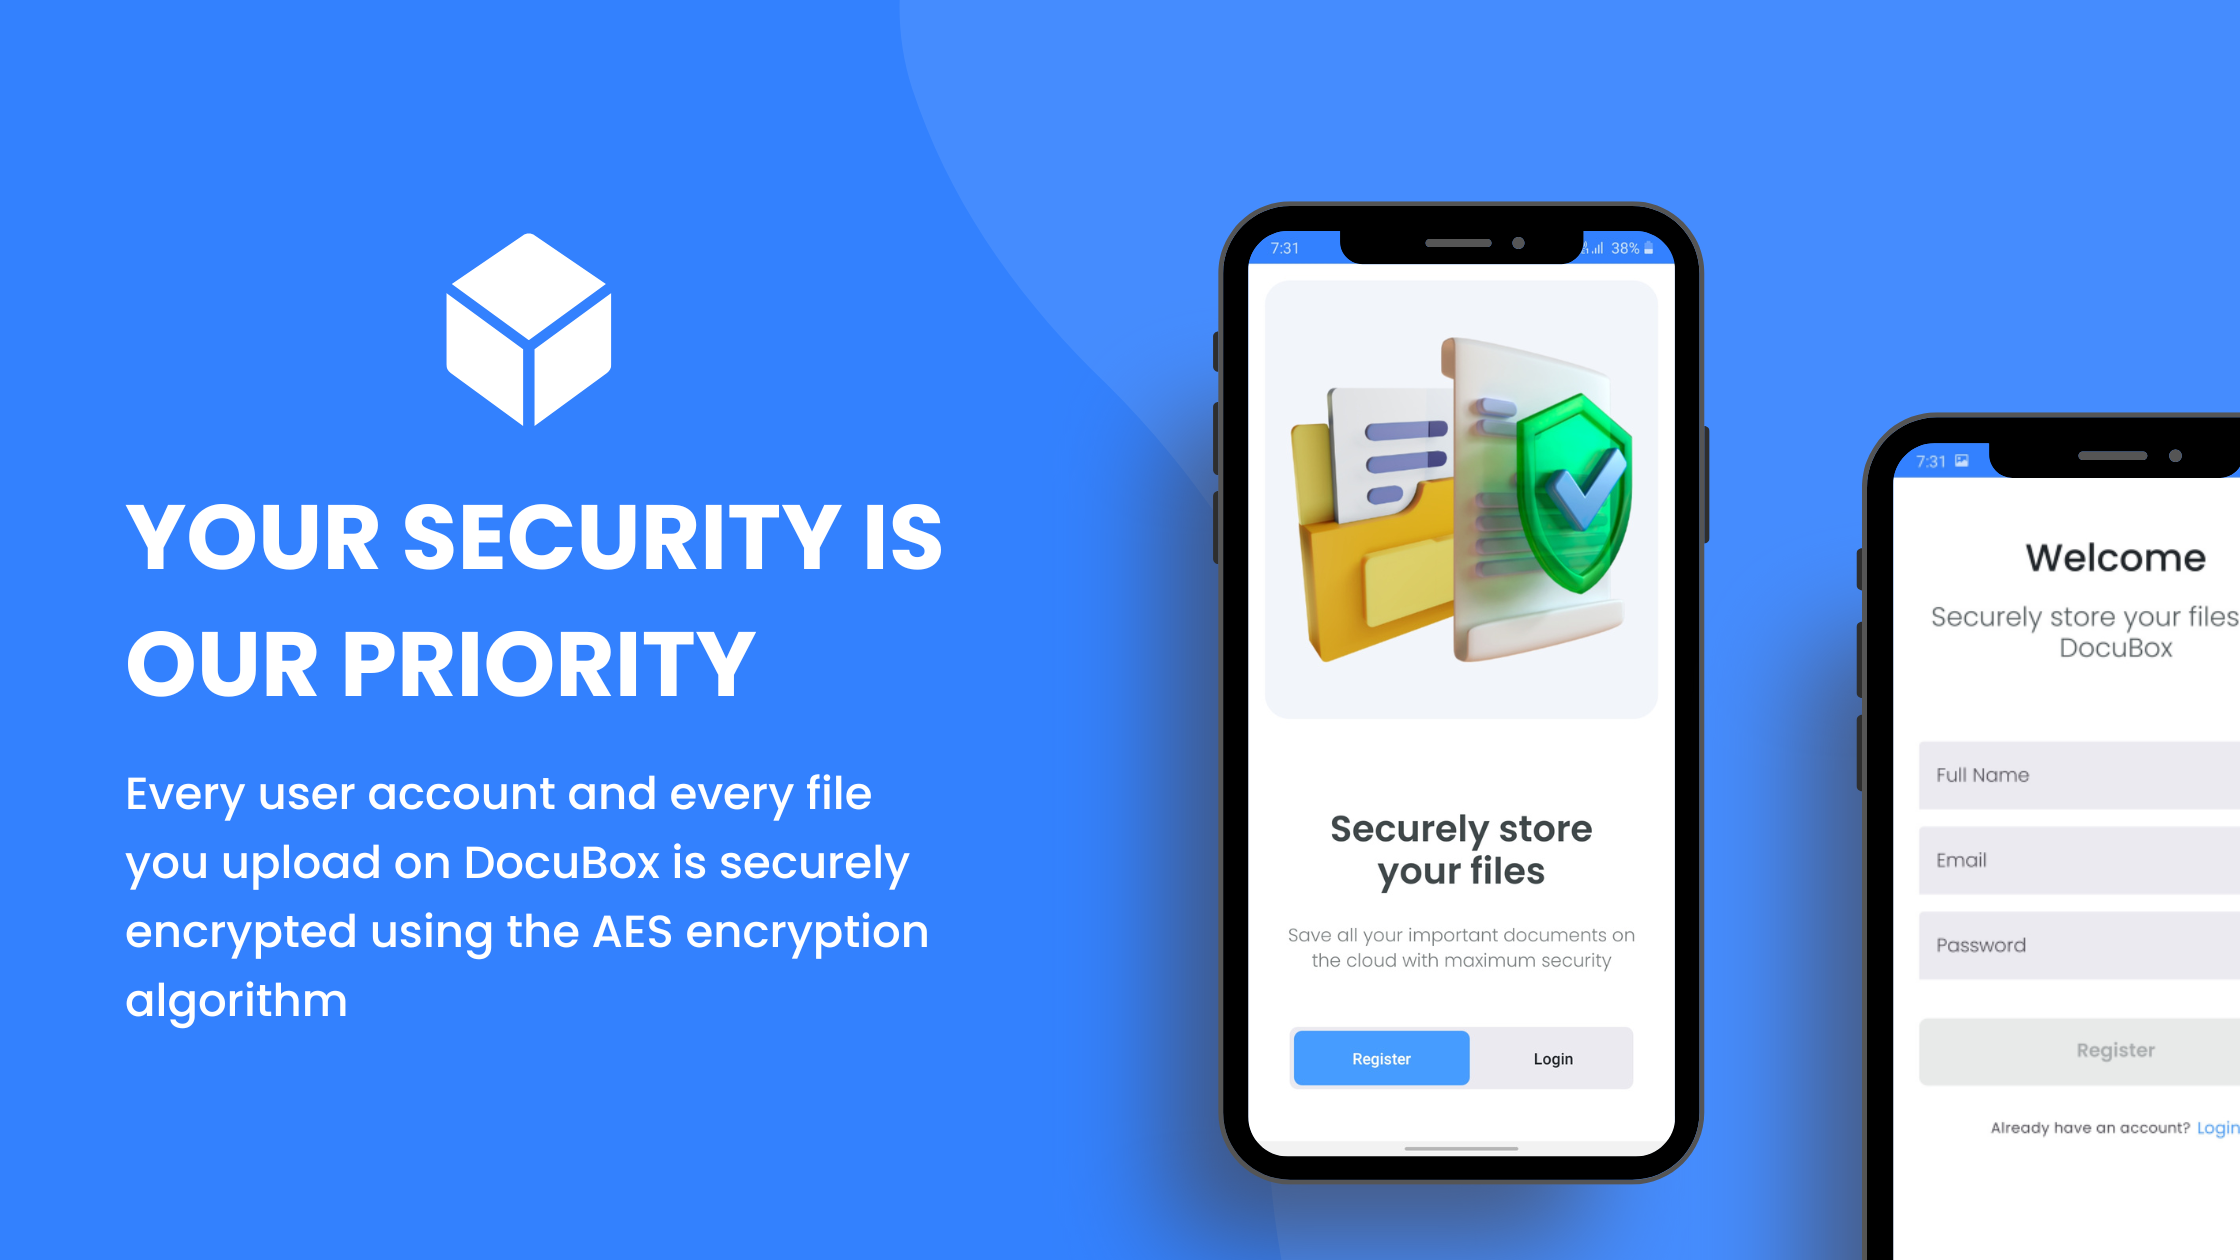 YOUR SECURITY IS
OUR PRIORITY
Every user account and every file
you upload on DocuBox is securely
encrypted using the AES encryption
algorithm
7:31
38%
Securely store
your files
Save all your important documents on
the cloud with maximum security
Register
Login
7:31
Welcome
Securely store your files
DocuBox
Full Name
Email
Password
Register
Already have an account? Login